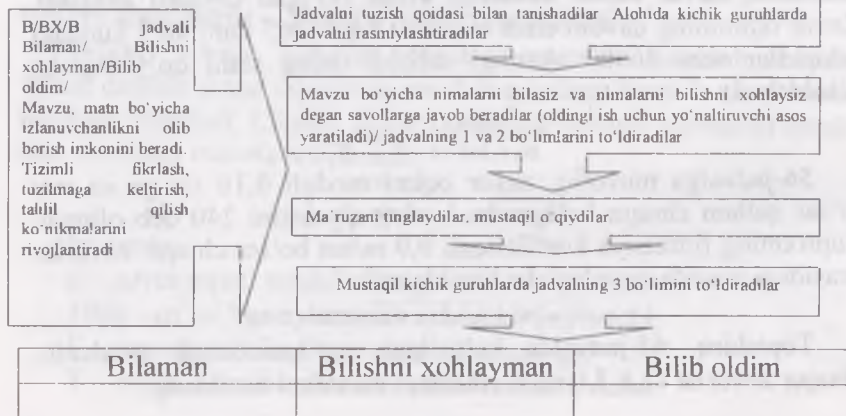 B/BX/B jadvali
Bilaman/ Bilishni
xohlayman/Bilib
oldim/
Mavzu, matn bo‘yicha
izlanuvchanlikni olib
borish imkonini beradi.
Tizimli fikrlash,
tuzilmaga keltirish,
tahlil qilish
ko‘nikmalarini
rivojlantiradi
Jadvalni tuzish qoidasi bilan tanishadilar. Alohida kichik guruhlarda
jadvalni rasmiylashtiradilar
Mavzu bo‘yicha nimalarni bilasiz va nimalarni bilishni xohlaysiz
degan savollarga javob beradilar (oldingi ish uchun yo‘naltiruvchi asos
yaratiladi)/ jadvalning 1 va 2 bo‘limlarini to‘ldiradilar
Ma'ruzani tinglaydilar, mustaqil o‘qiydilar
Mustaqil kichik guruhlarda jadvalning 3 bo‘limini to‘ldiradilar
Bilaman Bilishni xohlayman Bilib oldim